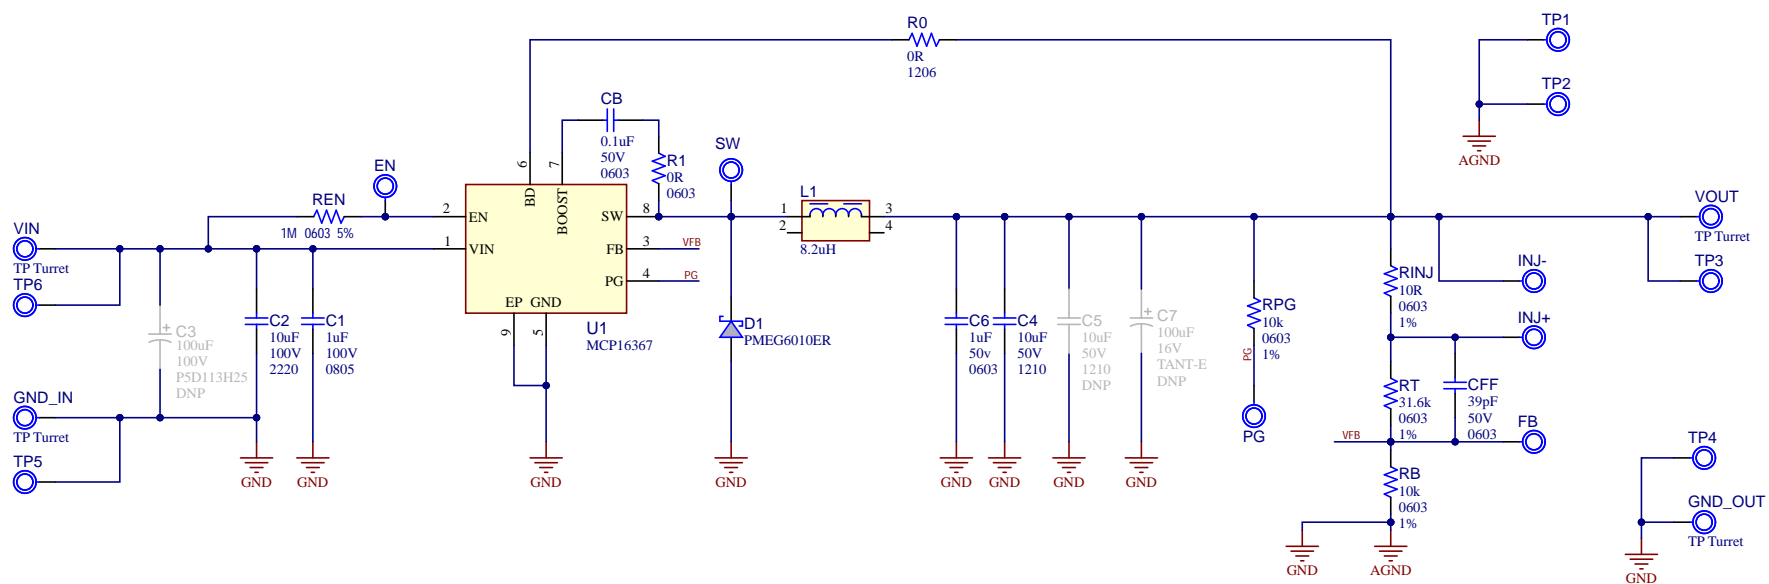 R0
0R
1206
TP1
TP2
AGND
CB
0.1uF
50V
0603
R1
0R
0603
SW
EN
REN
1M 0603 5%
6
7
BD
BOOST
2
EN
1
VIN
SW
8
FB
3
VFB
PG
4
PG
EP GND
9
5
U1
MCP16367
L1
1
2
3
4
8.2uH
VIN
TP Turret
TP6
C3
100uF
100V
P5D113H25
DNP
C2
10uF
100V
2220
C1
1uF
100V
0805
GND_IN
TP Turret
TP5
GND
GND
GND
D1
PMEG6010ER
GND
C6
1uF
50v
0603
GND
C4
10uF
50V
1210
GND
C5
10uF
50V
1210
DNP
GND
C7
100uF
16V
TANT-E
DNP
GND
RPG
10k
0603
1%
PG
PG
RINJ
10R
0603
1%
RT
31.6k
0603
1%
CFF
39pF
50V
0603
VFB
RB
10k
0603
1%
GND
AGND
VOUT
TP Turret
TP3
INJ-
INJ+
FB
TP4
GND_OUT
TP Turret
GND